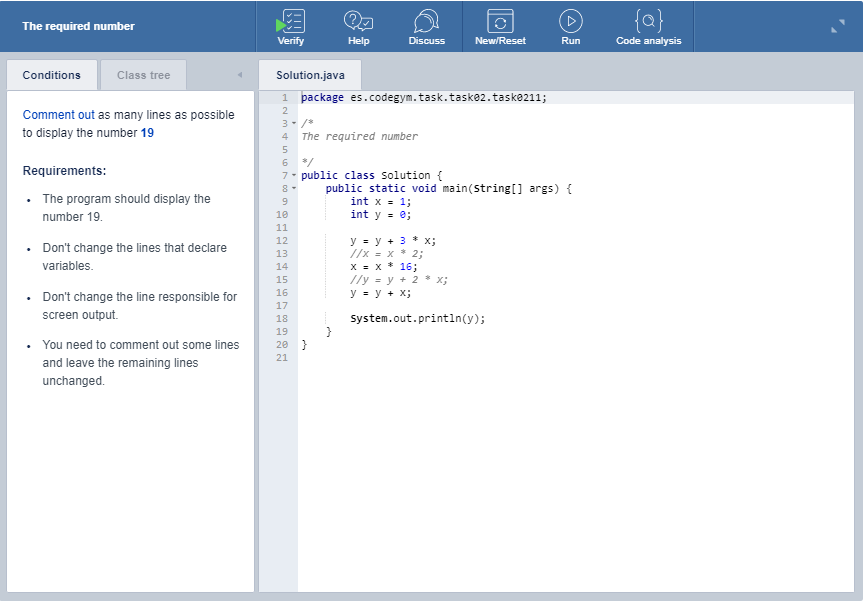 The required number
Verify
Help
Discuss
New/Reset
Run
Code analysis
Conditions
Class tree
Comment out as many lines as possible
to display the number 19
Requirements:
• The program should display the
number 19.
• Don't change the lines that declare
variables.
• Don't change the line responsible for
screen output.
• You need to comment out some lines
and leave the remaining lines
unchanged.
Solution.java
1 package es.codegym.task.task02.task0211;
2
3 /*
4 The required number
5
6 */
7 public class Solution {
8 public static void main(String[] args) {
9 int x = 1;
10 int y = 0;
11
12 y = y + 3 * x;
13 //x = x * 2;
14 x = x * 16;
15 //y = y + 2 * x;
16 y = y + x;
17
18 System.out.println(y);
19 }
20 }
21